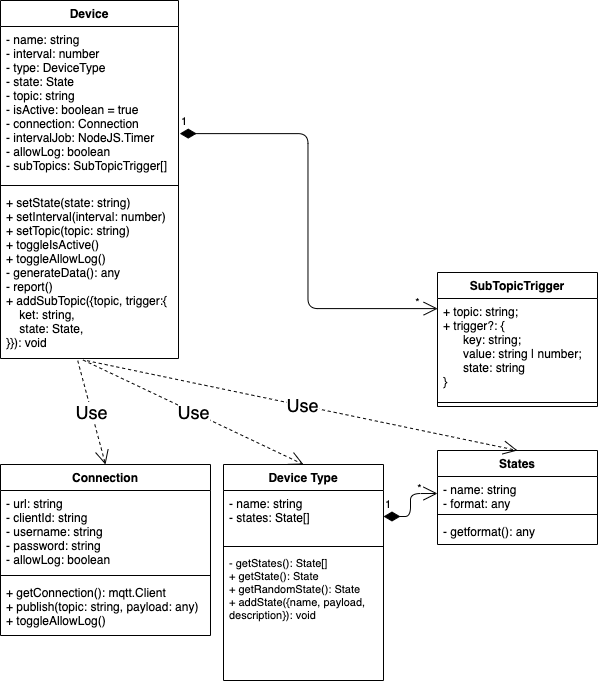 Device
- name: string
- interval: number
- type: DeviceType
- state: State
- topic: string
- isActive: boolean = true
- connection: Connection
- intervalJob: NodeJS.Timer
- allowLog: boolean
- subTopics: SubTopicTrigger[]
+ setState(state: string)
+ setInterval(interval: number)
+ setTopic(topic: string)
+ toggleIsActive()
+ toggleAllowLog()
- generateData(): any
- report()
+ addSubTopic({topic, trigger:{
ket: string,
state: State,
}}): void
1
*
SubTopicTrigger
+ topic: string;
+ trigger?: {
key: string;
value: string | number;
state: string
}
Use
Use
Use
Connection
- url: string
- clientId: string
- username: string
- password: string
- allowLog: boolean
+ getConnection(): mqtt.Client
+ publish(topic: string, payload: any)
+ toggleAllowLog()
Device Type
- name: string
- states: State[]
- getStates(): State[]
+ getState(): State
+ getRandomState(): State
+ addState({name, payload,
description}): void
1
*
States
- name: string
- format: any
- getformat(): any